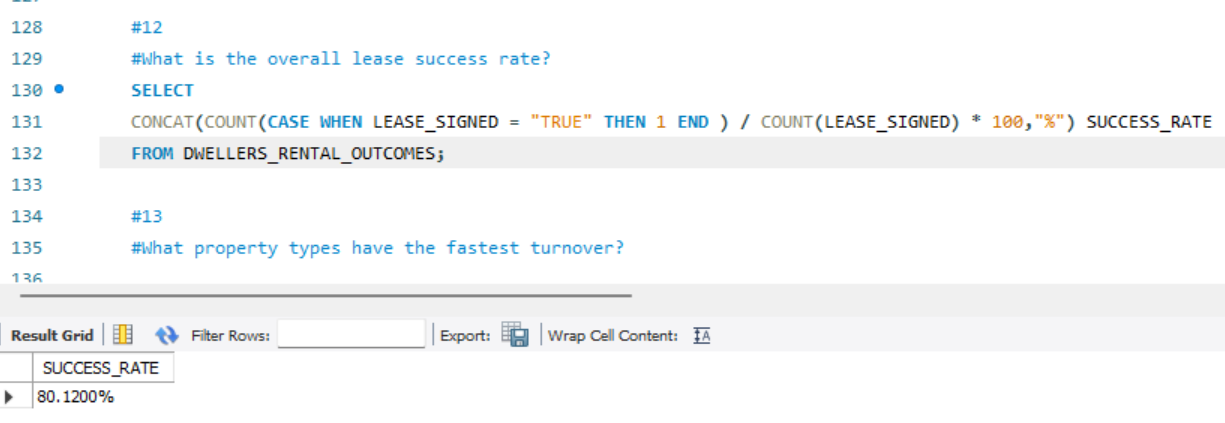 128 #12
129 #What is the overall lease success rate?
130 SELECT
131 CONCAT(COUNT(CASE WHEN LEASE_SIGNED = "TRUE" THEN 1 END ) / COUNT(LEASE_SIGNED) * 100,"%") SUCCESS_RATE
132 FROM DWELLERS_RENTAL_OUTCOMES;
133
134 #13
135 #What property types have the fastest turnover?
136
Result Grid Filter Rows: Export: Wrap Cell Content: IA
SUCCESS_RATE
80.1200%